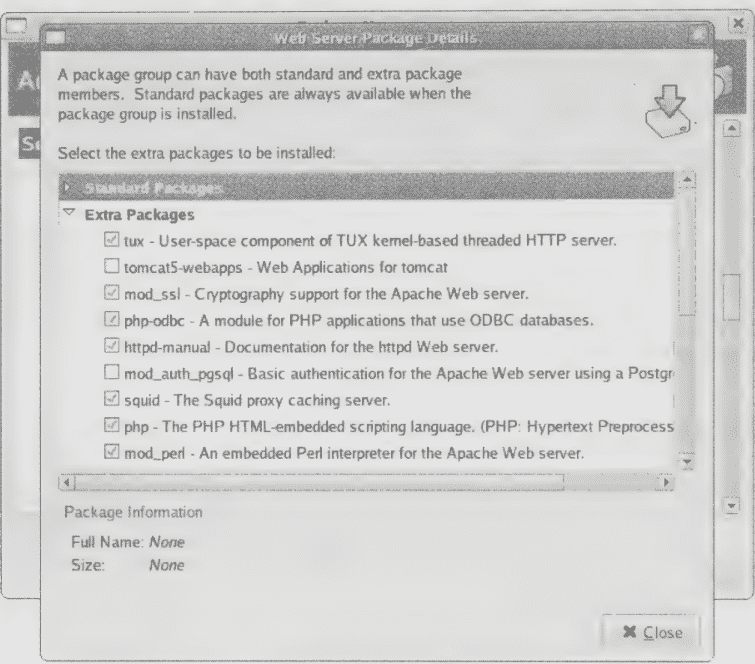 Web Server Package Details
A package group can have both standard and extra package
members. Standard packages are always available when the
package group is installed.
Select the extra packages to be installed:
Standard Packages
Extra Packages
tux - User-space component of TUX kernel-based threaded HTTP server.
tomcat5-webapps - Web Applications for tomcat
mod_ssl - Cryptography support for the Apache Web server.
php-odbc - A module for PHP applications that use ODBC databases.
httpd-manual - Documentation for the httpd Web server.
mod_auth_pgsql - Basic authentication for the Apache Web server using a Postgr
squid - The Squid proxy caching server.
php - The PHP HTML-embedded scripting language. (PHP: Hypertext Preprocess
mod_perl - An embedded Perl interpreter for the Apache Web server.
Package Information
Full Name: None
Size: None
Close